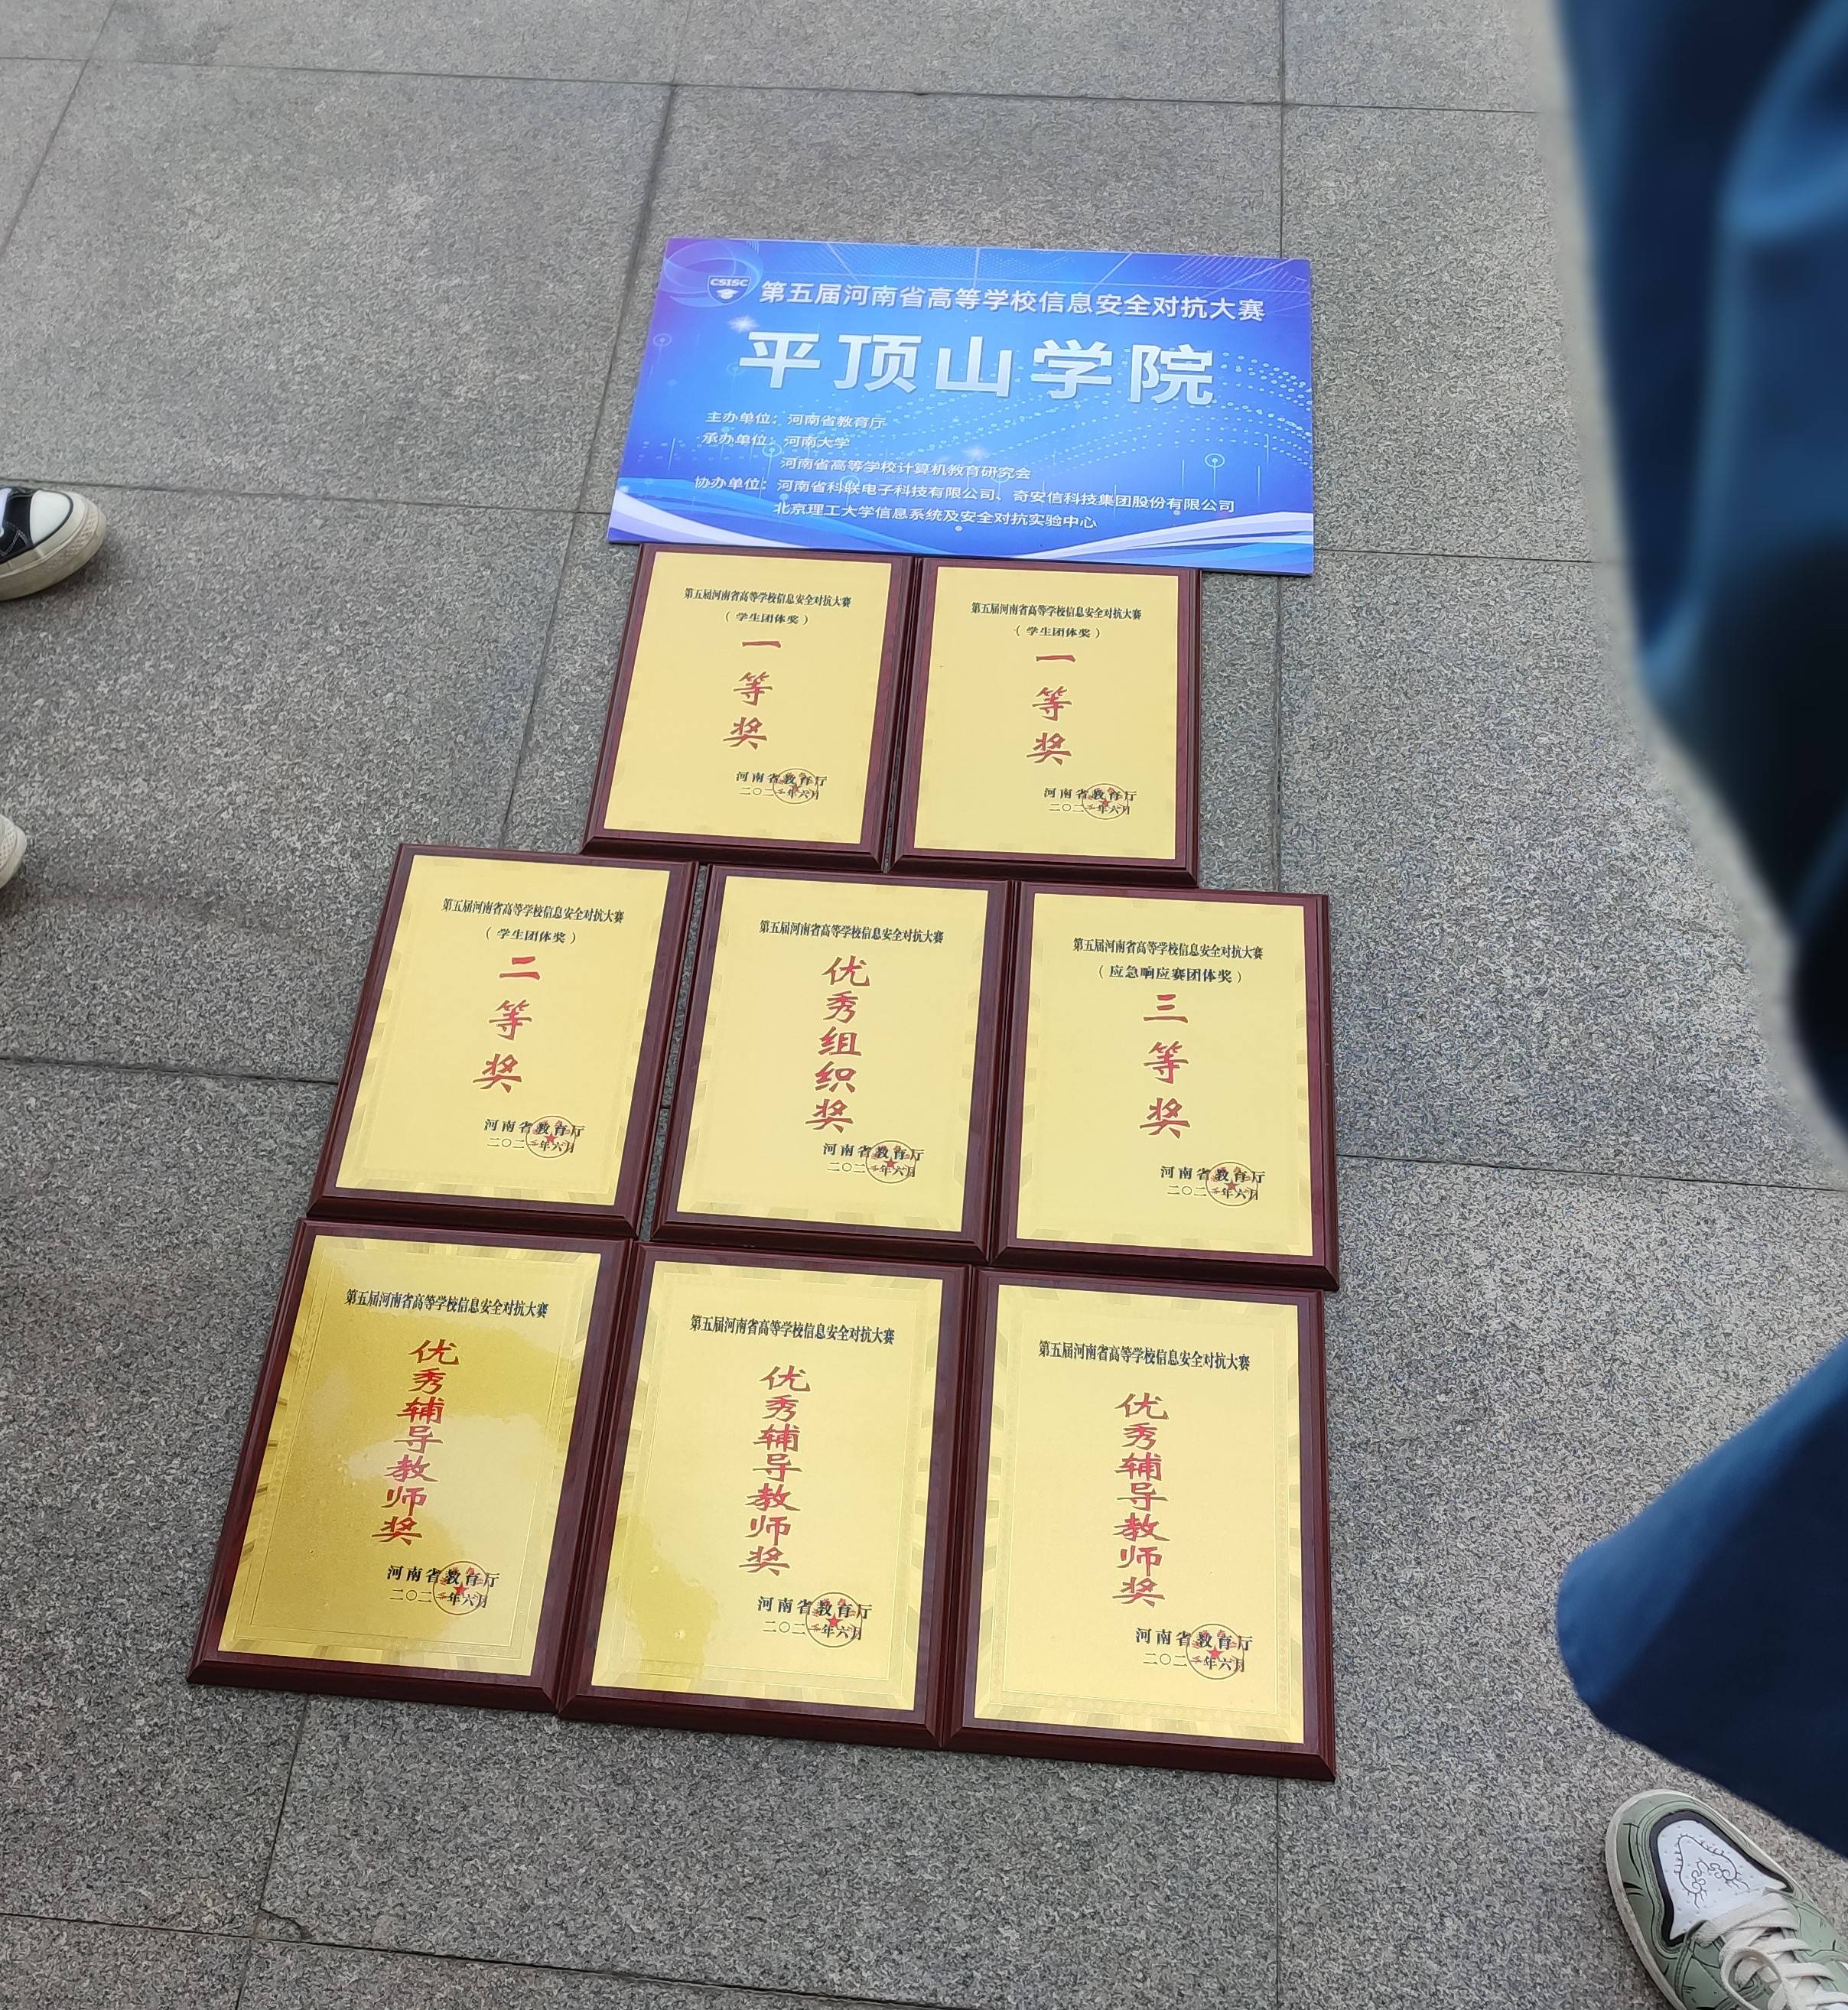 CSISC
第五届河南省高等学校信息安全对抗大赛
平顶山学院
主办单位：河南省教育厅
承办单位：河南大学
河南省高等学校计算机教育研究会
协办单位：河南省科联电子科技有限公司、奇安信科技集团股份有限公司
北京理工大学信息系统及安全对抗实验中心
第五届河南省高等学校信息安全对抗大赛
（学生团体奖）
一等奖
河南省教育厅
二〇二二年六月
第五届河南省高等学校信息安全对抗大赛
（学生团体奖）
一等奖
河南省教育厅
二〇二二年六月
第五届河南省高等学校信息安全对抗大赛
（学生团体奖）
二等奖
河南省教育厅
二〇二二年六月
第五届河南省高等学校信息安全对抗大赛
优秀组织奖
河南省教育厅
二〇二二年六月
第五届河南省高等学校信息安全对抗大赛
（应急响应赛团体奖）
三等奖
河南省教育厅
二〇二二年六月
第五届河南省高等学校信息安全对抗大赛
优秀辅导教师奖
河南省教育厅
二〇二二年六月
第五届河南省高等学校信息安全对抗大赛
优秀辅导教师奖
河南省教育厅
二〇二二年六月
第五届河南省高等学校信息安全对抗大赛
优秀辅导教师奖
河南省教育厅
二〇二二年六月